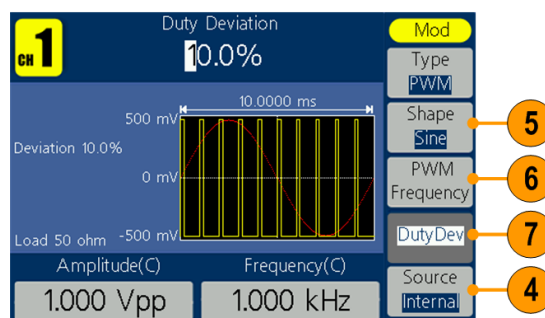 CH 1
Duty Deviation
10.0%
Mod
Type
PWM
Shape
Sine
5
PWM
Frequency
6
DutyDev
7
Source
Internal
4
10.0000 ms
500 mV
Deviation 10.0%
0 mV
Load 50 ohm
-500 mV
Amplitude(C)
1.000 Vpp
Frequency(C)
1.000 kHz